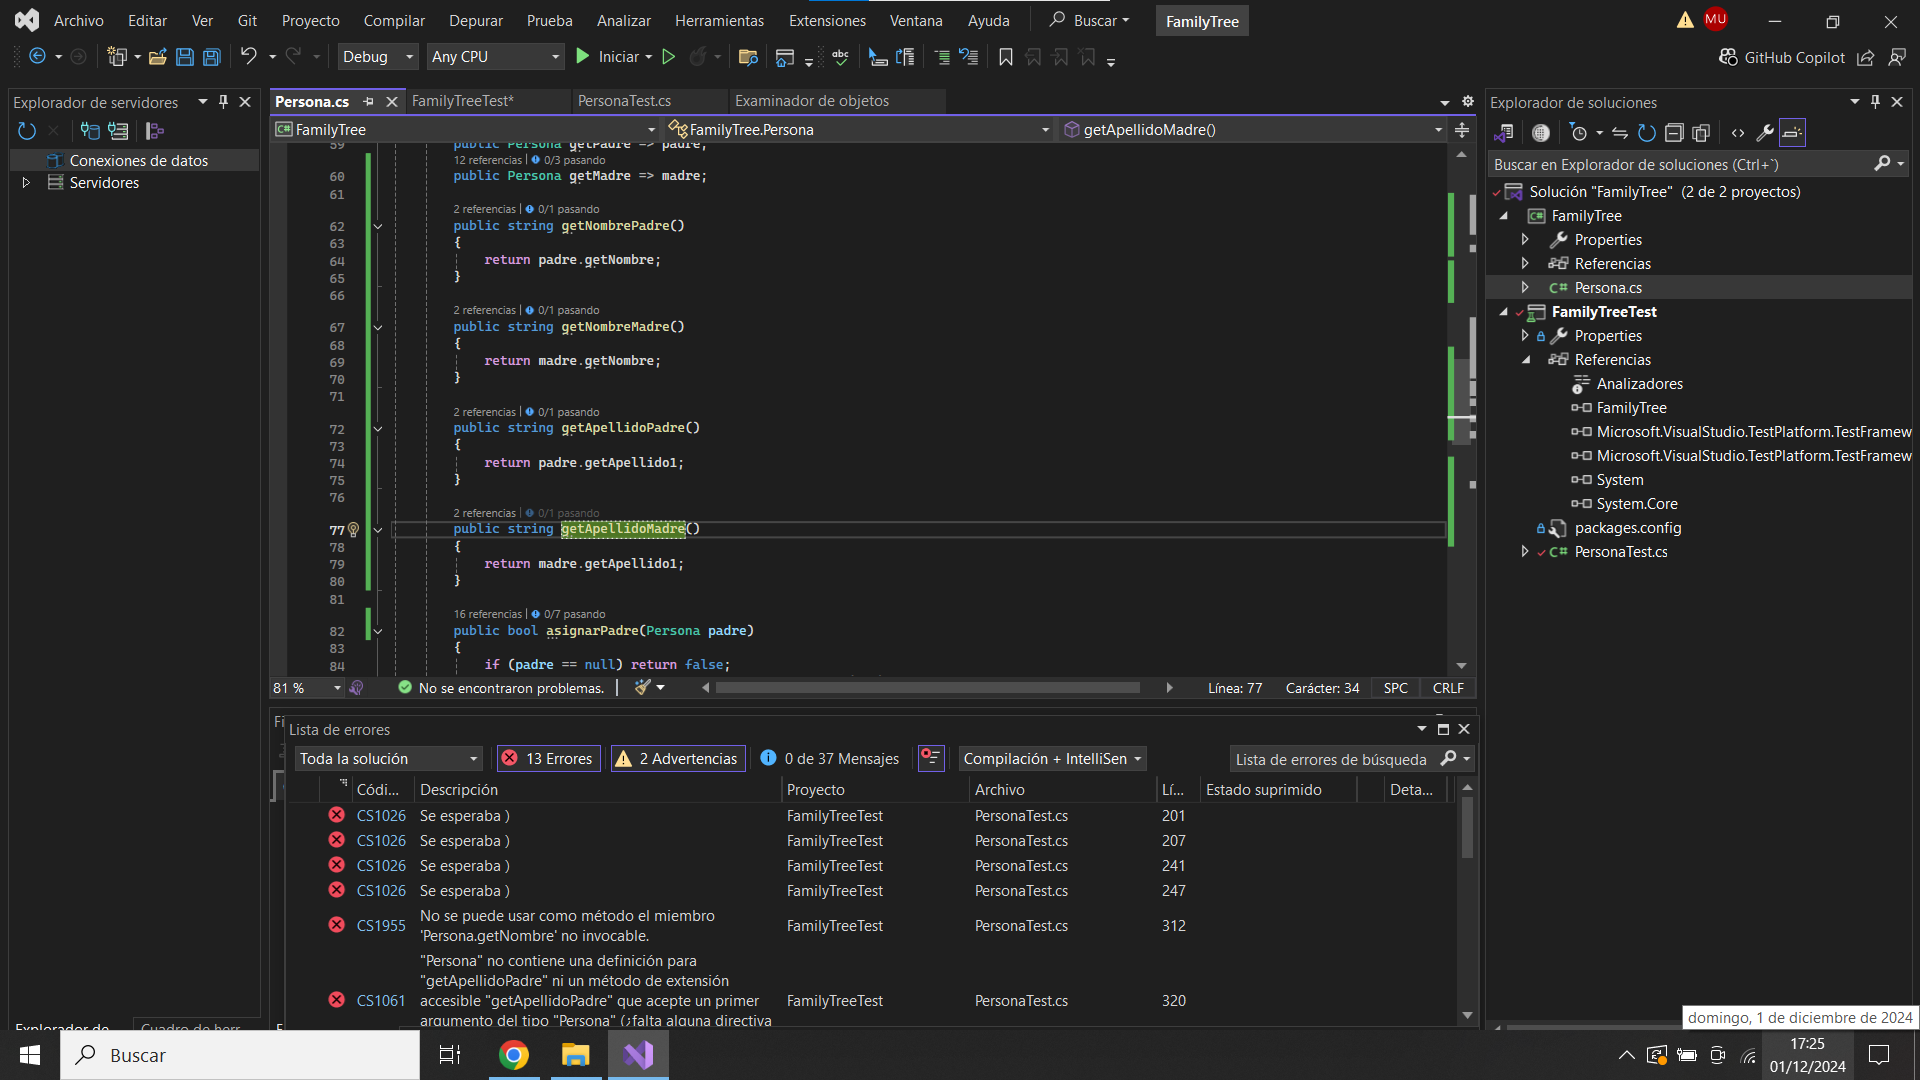 Archivo Editar Ver Git Proyecto Compilar Depurar Prueba Analizar Herramientas Extensiones Ventana Ayuda Buscar FamilyTree MU
Debug Any CPU Iniciar abc GitHub Copilot
Explorador de servidores
Conexiones de datos
Servidores
Persona.cs FamilyTreeTest* PersonaTest.cs Examinador de objetos
FamilyTree FamilyTree.Persona getApellidoMadre()
59 public Persona getPadre => padre;
12 referencias | 0/3 pasando
60 public Persona getMadre => madre;
61
2 referencias | 0/1 pasando
62 public string getNombrePadre()
63 {
64 return padre.getNombre;
65 }
66
2 referencias | 0/1 pasando
67 public string getNombreMadre()
68 {
69 return madre.getNombre;
70 }
71
2 referencias | 0/1 pasando
72 public string getApellidoPadre()
73 {
74 return padre.getApellido1;
75 }
76
2 referencias | 0/1 pasando
77 public string getApellidoMadre()
78 {
79 return madre.getApellido1;
80 }
81
16 referencias | 0/7 pasando
82 public bool asignarPadre(Persona padre)
83 {
84 if (padre == null) return false;
81 % No se encontraron problemas. Línea: 77 Carácter: 34 SPC CRLF
Lista de errores
Toda la solución 13 Errores 2 Advertencias 0 de 37 Mensajes Compilación + IntelliSen Lista de errores de búsqueda
Códi... Descripción Proyecto Archivo Lí... Estado suprimido Deta...
CS1026 Se esperaba ) FamilyTreeTest PersonaTest.cs 201
CS1026 Se esperaba ) FamilyTreeTest PersonaTest.cs 207
CS1026 Se esperaba ) FamilyTreeTest PersonaTest.cs 241
CS1026 Se esperaba ) FamilyTreeTest PersonaTest.cs 247
CS1955 No se puede usar como método el miembro 'Persona.getNombre' no invocable. FamilyTreeTest PersonaTest.cs 312
CS1061 "Persona" no contiene una definición para
"getApellidoPadre" ni un método de extensión
accesible "getApellidoPadre" que acepte un primer FamilyTreeTest PersonaTest.cs 320
argumento del tipo "Persona" (¿falta alguna directiva
Explorador de soluciones
Buscar en Explorador de soluciones (Ctrl+`)
Solución "FamilyTree" (2 de 2 proyectos)
FamilyTree
Properties
Referencias
C# Persona.cs
FamilyTreeTest
Properties
Referencias
Analizadores
FamilyTree
Microsoft.VisualStudio.TestPlatform.TestFramew
Microsoft.VisualStudio.TestPlatform.TestFramew
System
System.Core
packages.config
C# PersonaTest.cs
Explorador de Cuadro de herr
domingo, 1 de diciembre de 2024
Buscar
17:25
01/12/2024